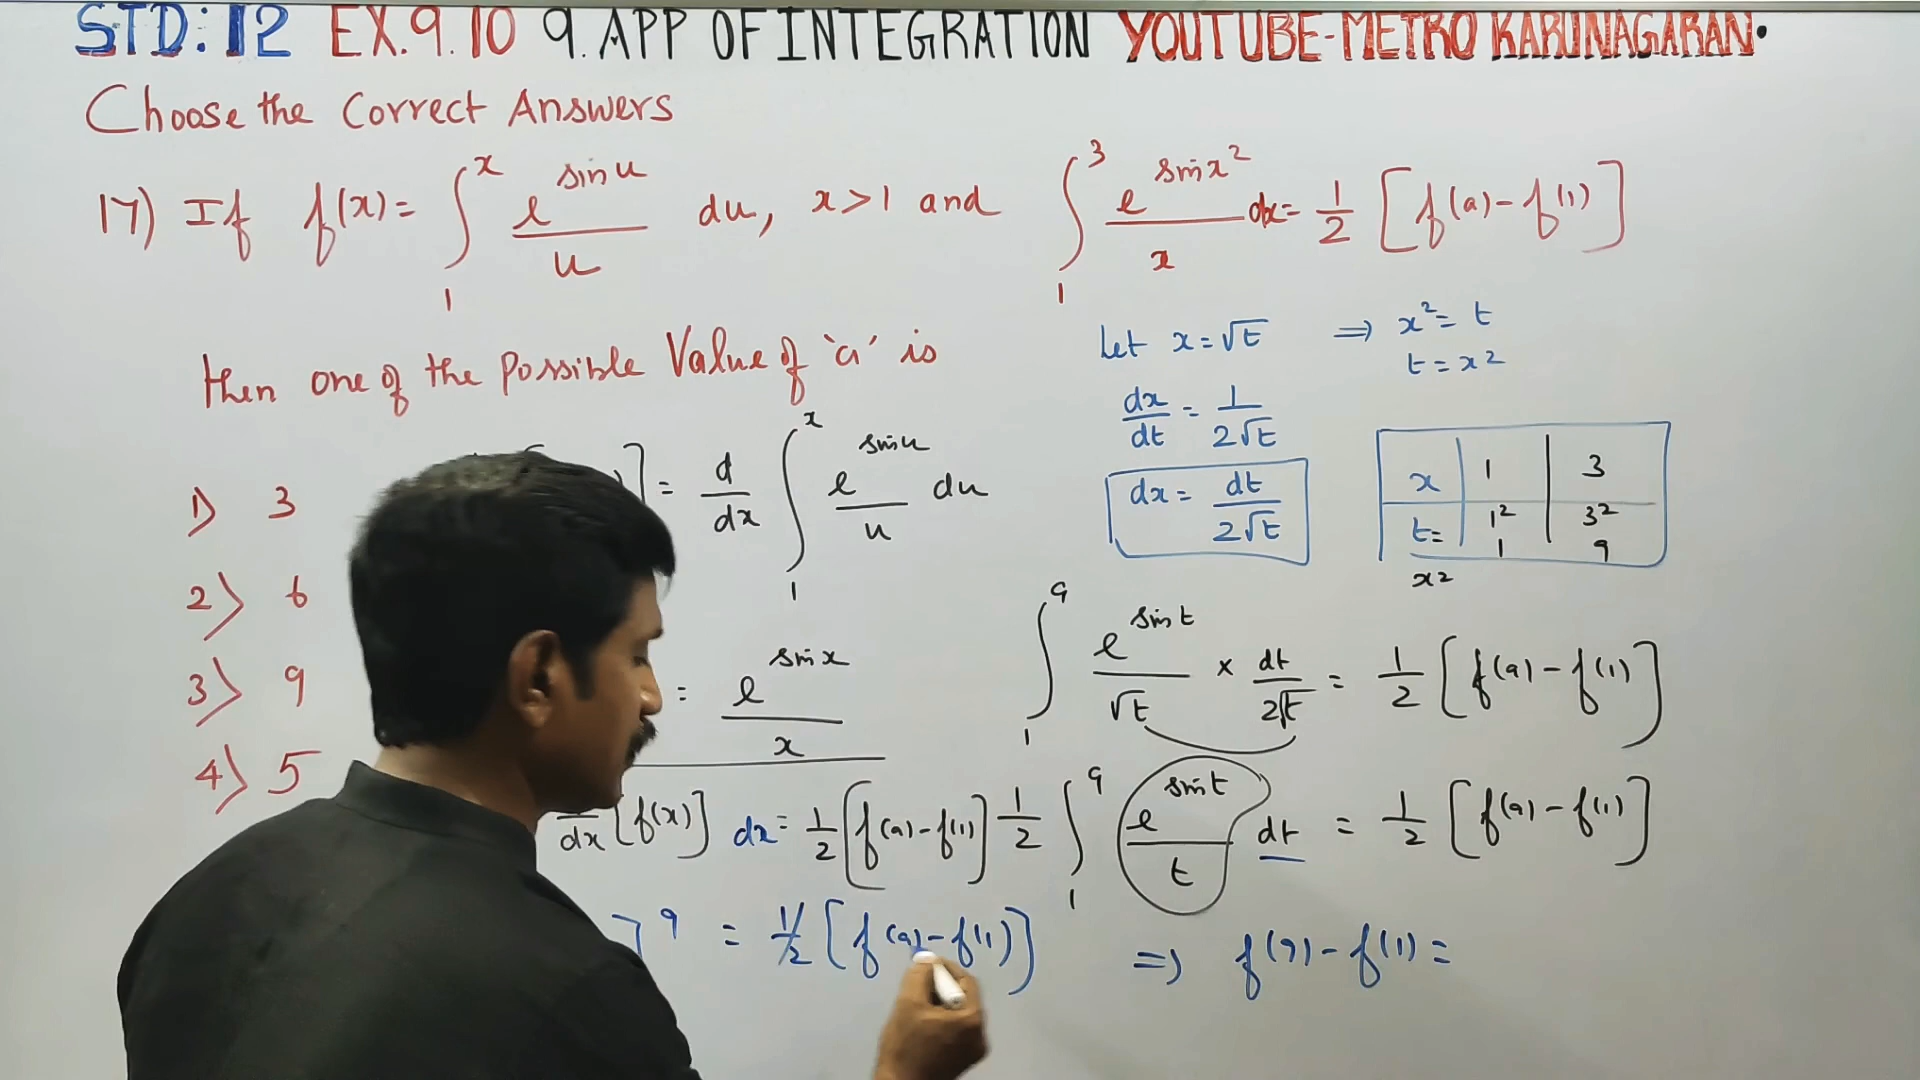 STD: 12 EX.9.10 9. APP OF INTEGRATION YOUTUBE-METRO KARUNAGARAN.
Choose the Correct Answers
17) If f(x) = ∫₁ˣ e^(sin u)/u du, x > 1 and ∫₁³ e^(sin x²)/x dx = 1/2 [f(a) - f(1)]
then one of the possible Value of 'a' is
1) 3
2) 6
3) 9
4) 5
] = d/dx ∫₁ˣ e^(sin u)/u du
= e^(sin x)/x
dx [f(x)] dx = 1/2 [f(a) - f(1)]
]⁹ = 1/2 [f(a) - f(1)]
Let x = √t ⇒ x² = t
t = x²
dx/dt = 1/(2√t)
dx = dt/(2√t)
x 1 3
t = 1² 3²
x² 1 9
∫₁⁹ e^(sin t)/√t × dt/(2√t) = 1/2 [f(a) - f(1)]
1/2 ∫₁⁹ e^(sin t)/t dt = 1/2 [f(a) - f(1)]
⇒ f(9) - f(1) =